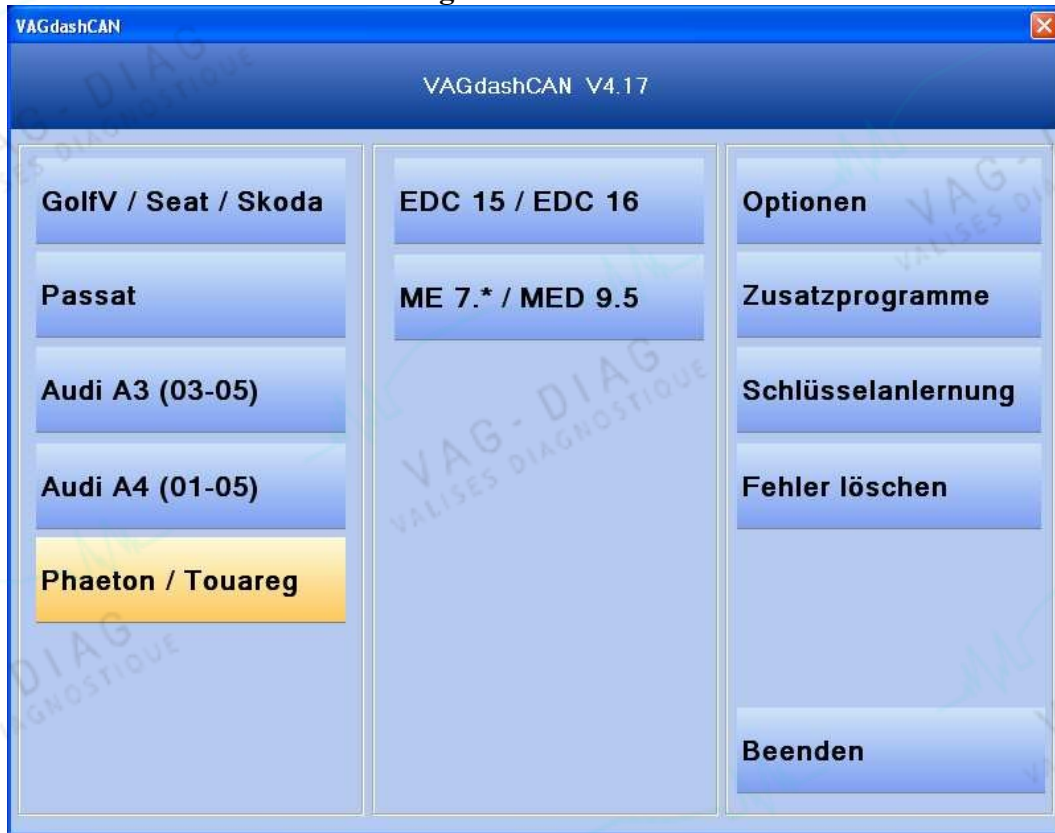 VAGdashCAN
VAGdashCAN V4.17
GolfV / Seat / Skoda
Passat
Audi A3 (03-05)
Audi A4 (01-05)
Phaeton / Touareg
EDC 15 / EDC 16
ME 7.* / MED 9.5
Optionen
Zusatzprogramme
Schlüsselanlernung
Fehler löschen
Beenden
VAG - DIAG
VALISES DIAGNOSTIQUE